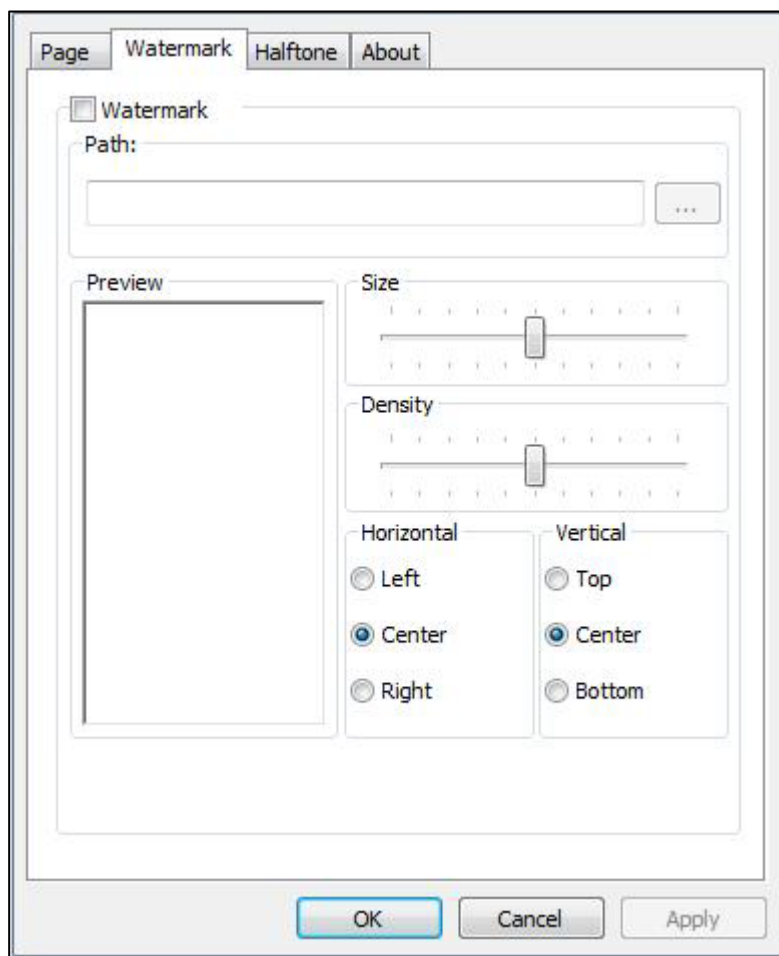 Page Watermark Halftone About
Watermark
Path:
...
Preview
Size
Density
Horizontal Vertical
Left Top
Center Center
Right Bottom
OK Cancel Apply